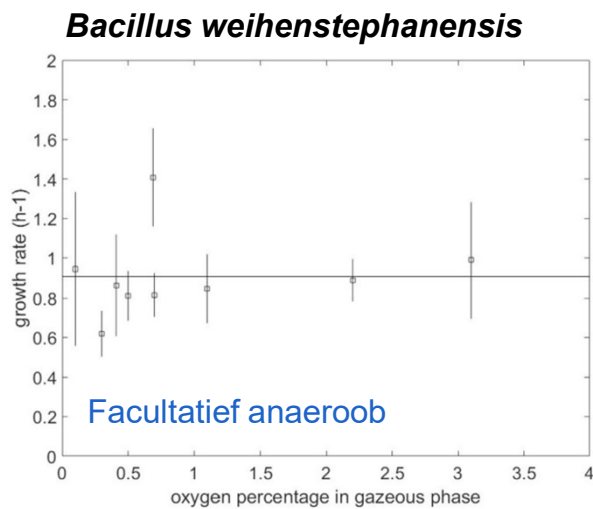 Bacillus weihenstephanensis
2
1.8
1.6
1.4
1.2
1
0.8
0.6
0.4
0.2
0
growth rate (h-1)
Facultatief anaeroob
0 0.5 1 1.5 2 2.5 3 3.5 4
oxygen percentage in gazeous phase